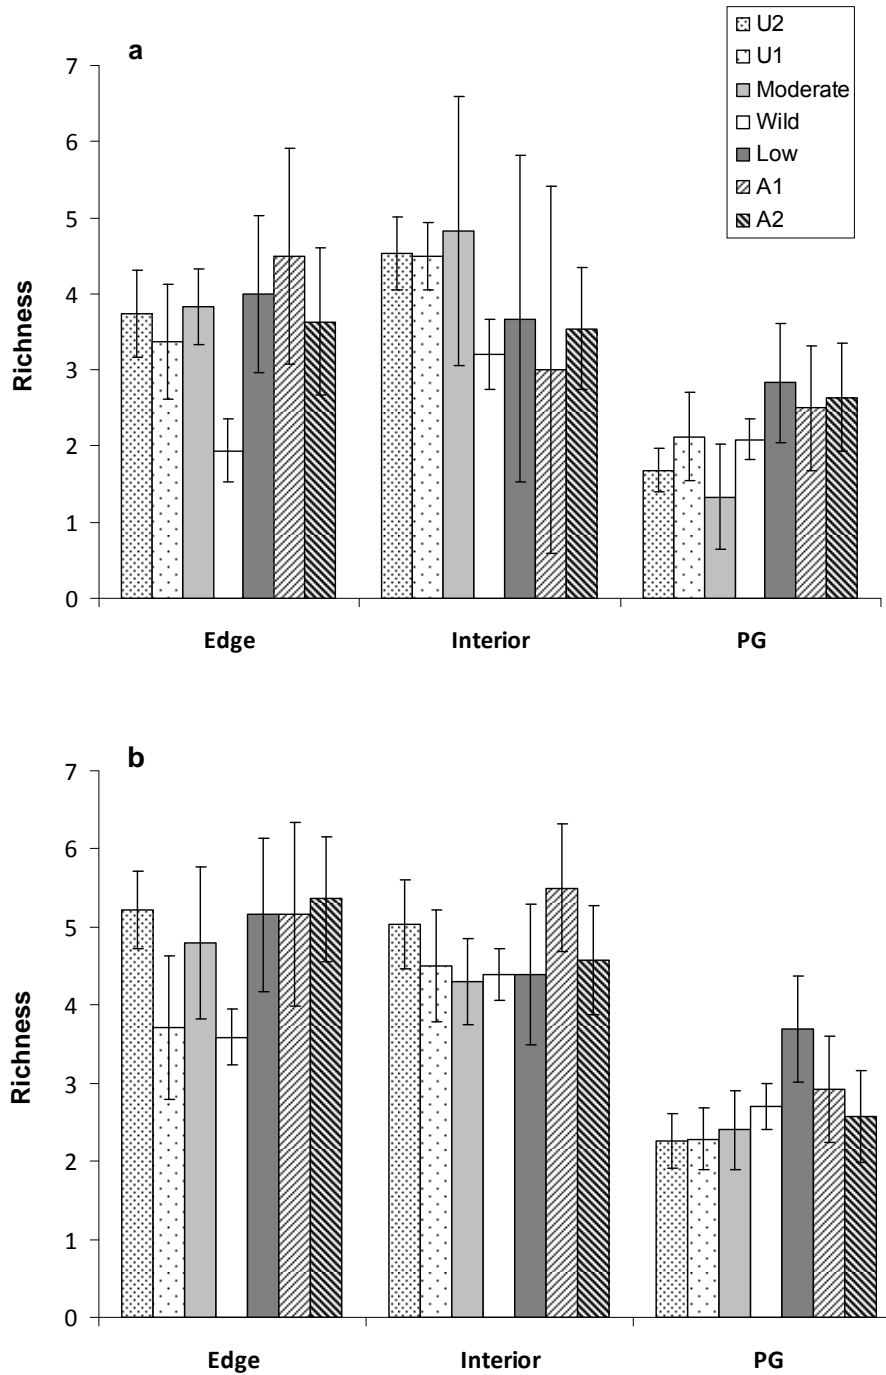 a
U2
U1
Moderate
Wild
Low
A1
A2
7
6
5
4
3
2
1
0
Richness
Edge Interior PG
b
7
6
5
4
3
2
1
0
Richness
Edge Interior PG